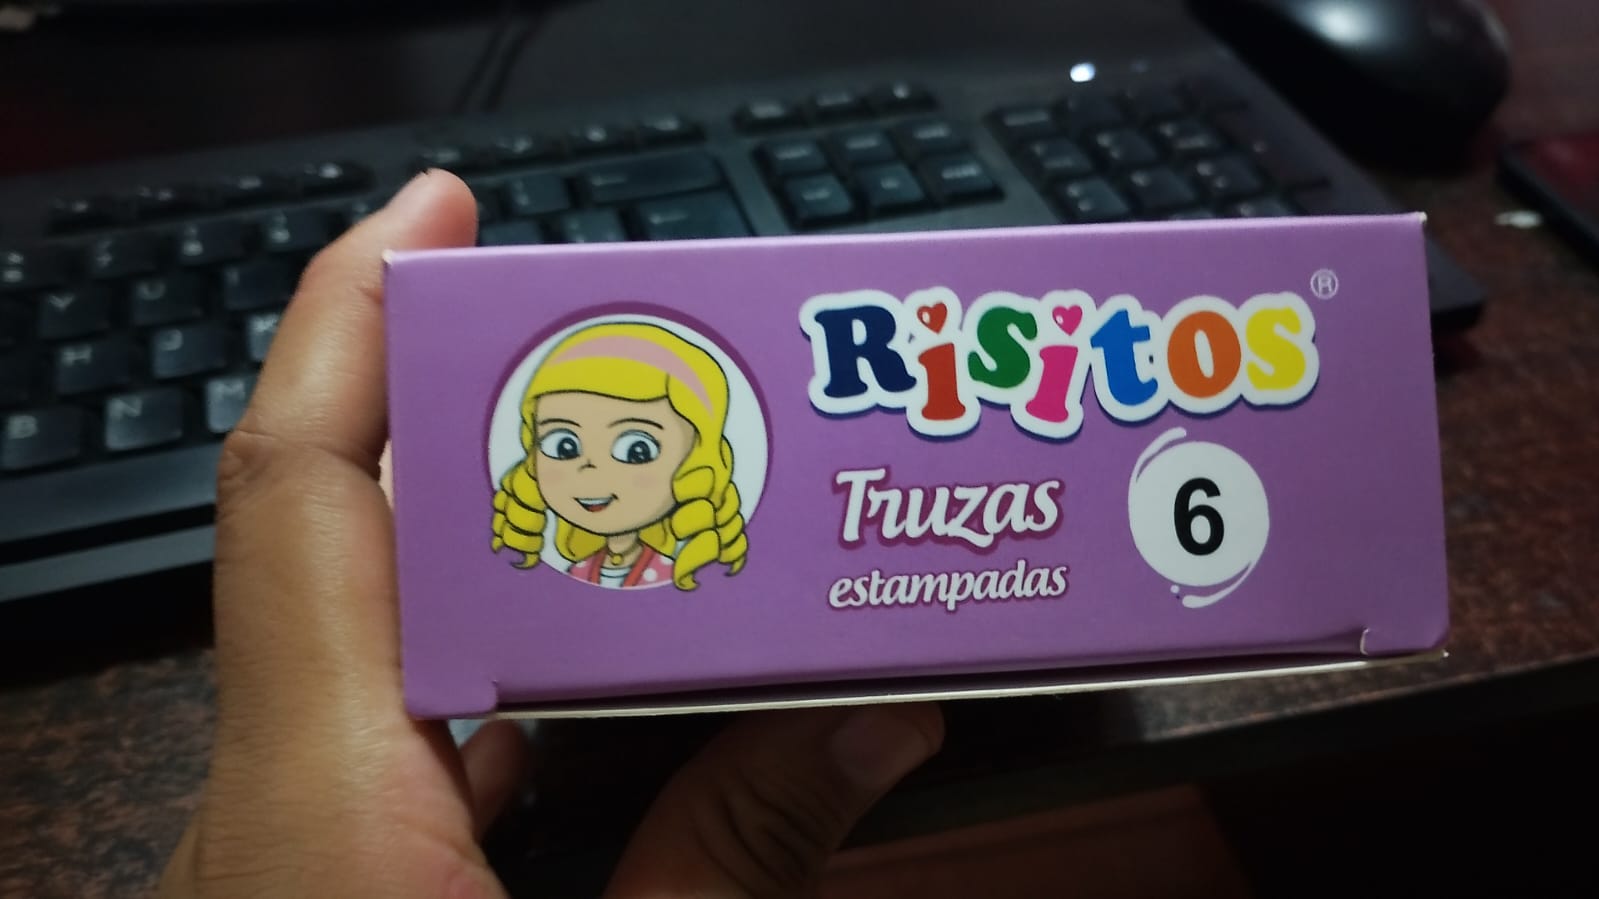 Risitos ®
Truzas
estampadas
6
B N M